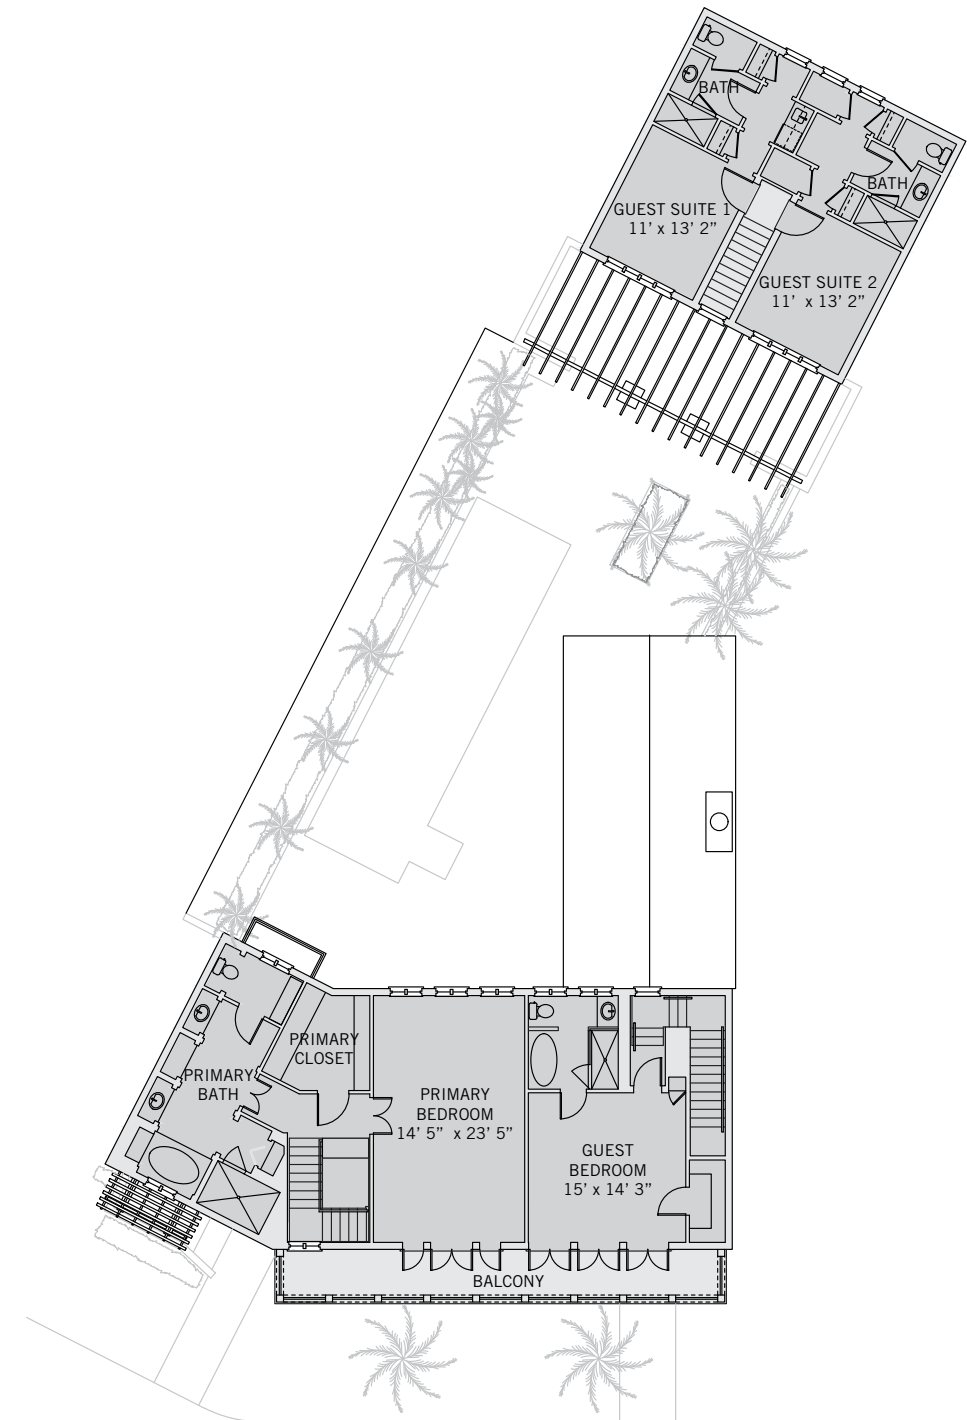 BATH
BATH
GUEST SUITE 1
11' x 13' 2”
GUEST SUITE 2
11'  x 13' 2”
PRIMARY
CLOSET
PRIMARY
BATH
PRIMARY
BEDROOM
14' 5”  x 23' 5”
GUEST
BEDROOM
15' x 14' 3”
BALCONY